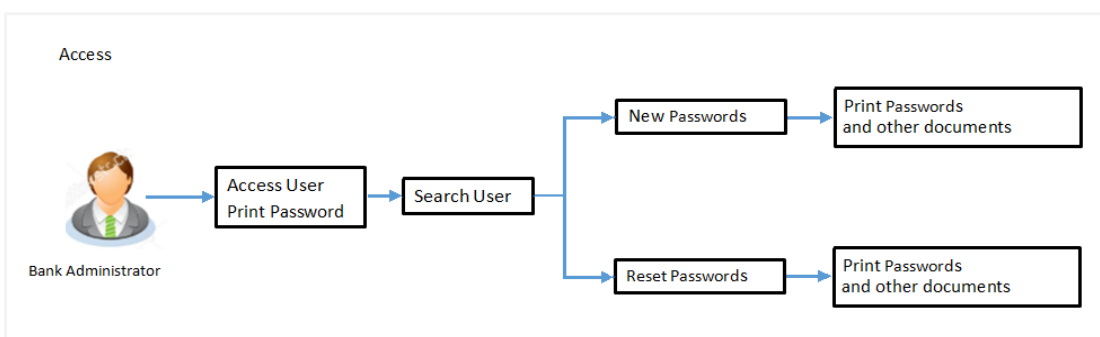 Access
Bank Administrator
Access User
Print Password
Search User
New Passwords
Print Passwords
and other documents
Reset Passwords
Print Passwords
and other documents